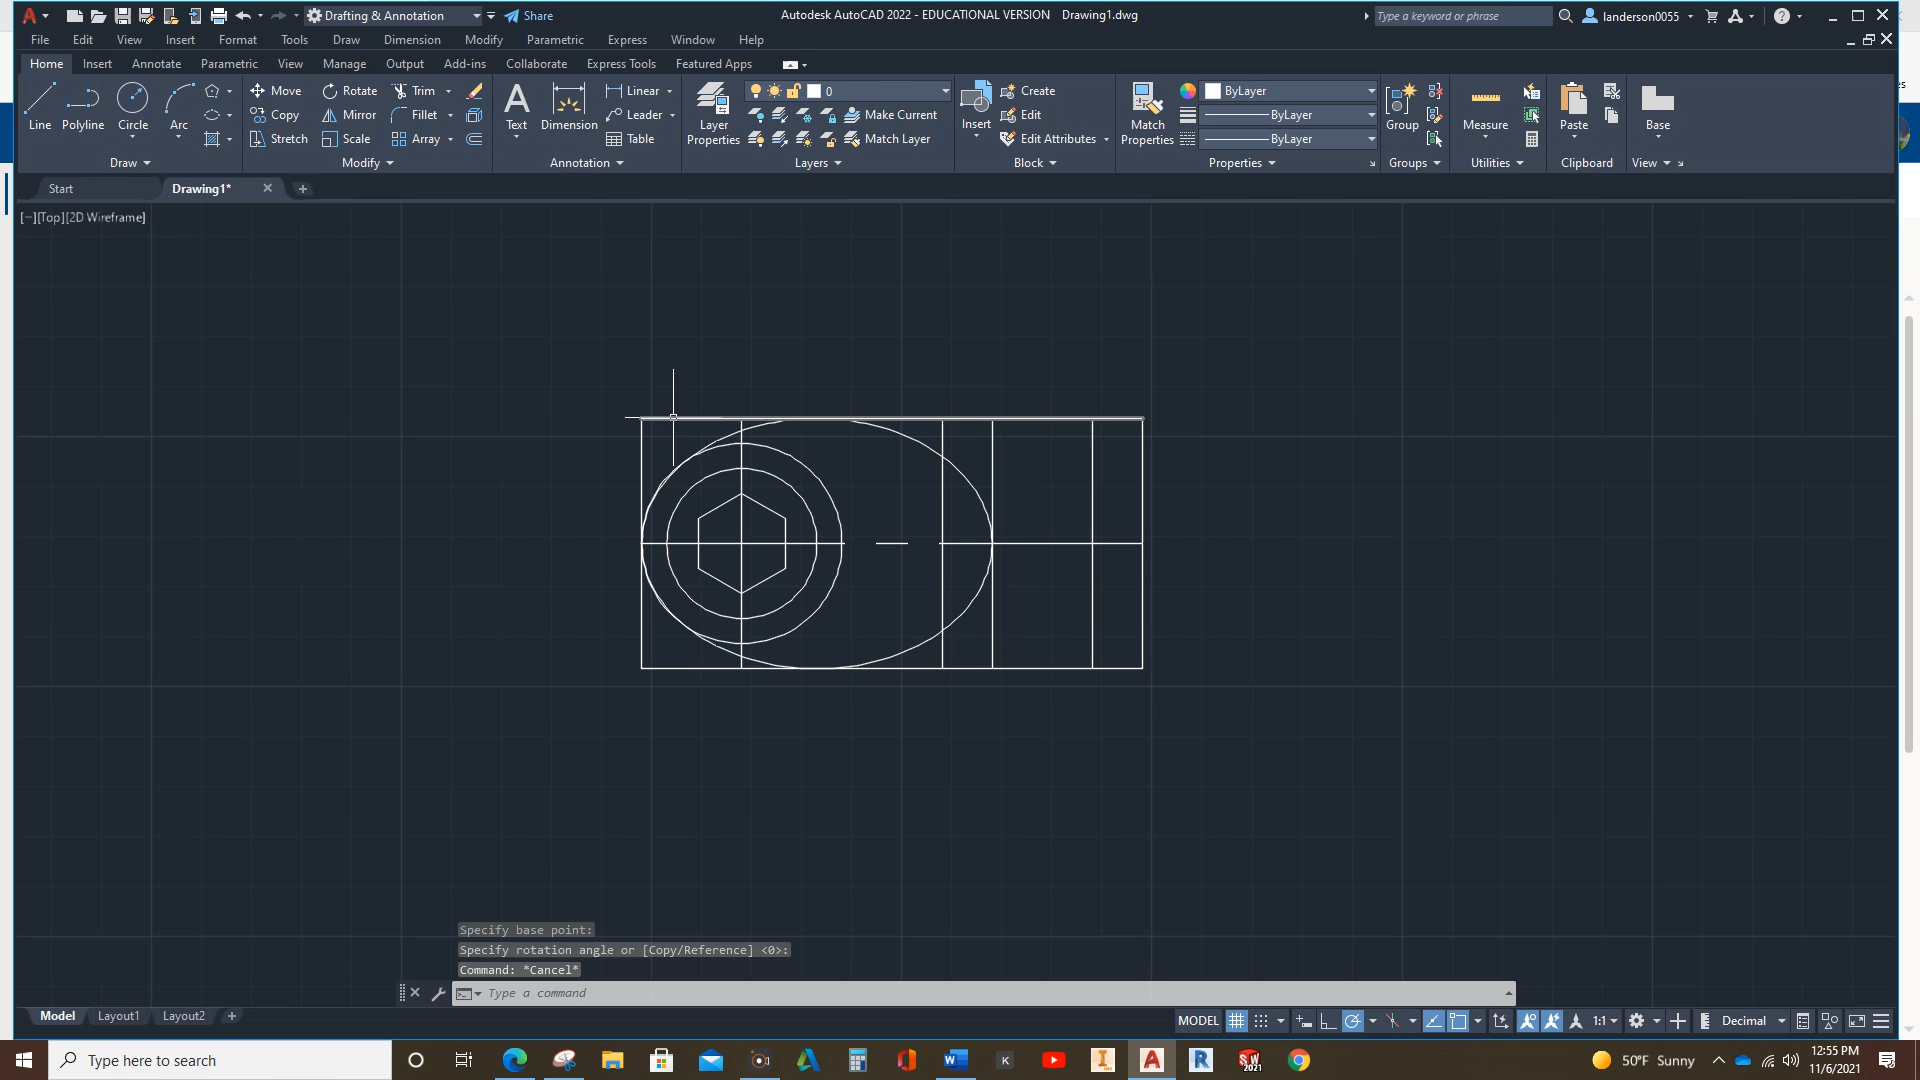 Drafting & Annotation
Share
Autodesk AutoCAD 2022 - EDUCATIONAL VERSION Drawing1.dwg
Type a keyword or phrase
landerson0055
File Edit View Insert Format Tools Draw Dimension Modify Parametric Express Window Help
Home Insert Annotate Parametric View Manage Output Add-ins Collaborate Express Tools Featured Apps
Line
Polyline
Circle
Arc
Draw
Move Rotate Trim
Copy Mirror Fillet
Stretch Scale Array
Modify
Text
Dimension
Linear
Leader
Table
Annotation
Layer
Properties
0
Make Current
Match Layer
Layers
Insert
Create
Edit
Edit Attributes
Block
Match
Properties
ByLayer
ByLayer
ByLayer
Properties
Group
Groups
Measure
Utilities
Paste
Clipboard
Base
View
Start
Drawing1*
[−][Top][2D Wireframe]
Specify base point:
Specify rotation angle or [Copy/Reference] <0>:
Command: *Cancel*
Type a command
Model Layout1 Layout2
MODEL
1:1
Decimal
Type here to search
K
SW
2021
50°F Sunny
12:55 PM
11/6/2021